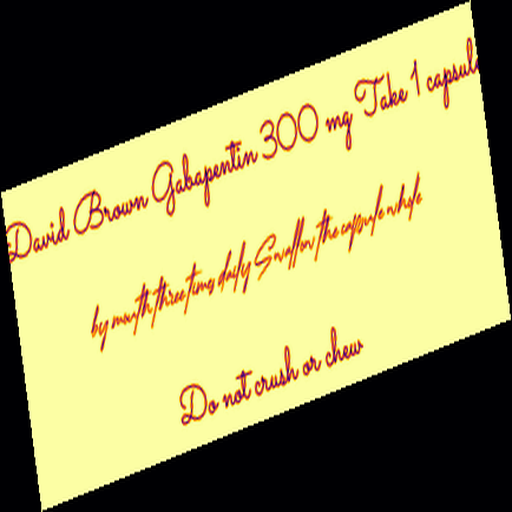 David Brown Gabapentin 300 mg Take 1 capsule
by mouth three times daily Swallow the capsule whole
Do not crush or chew